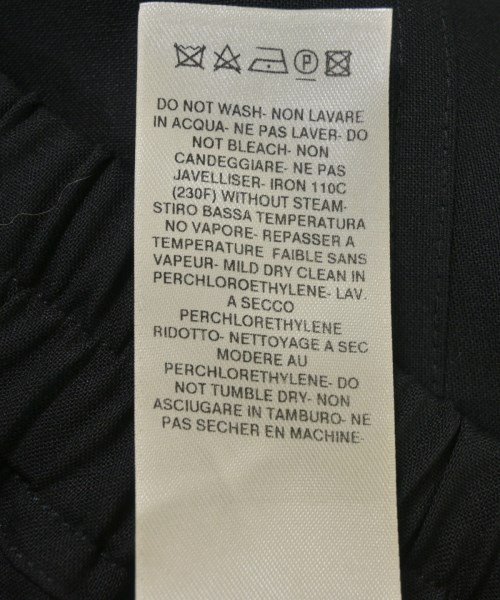 P
DO NOT WASH- NON LAVARE
IN ACQUA- NE PAS LAVER- DO
NOT BLEACH- NON
CANDEGGIARE- NE PAS
JAVELLISER- IRON 110C
(230F) WITHOUT STEAM-
STIRO BASSA TEMPERATURA
NO VAPORE- REPASSER A
TEMPERATURE FAIBLE SANS
VAPEUR- MILD DRY CLEAN IN
PERCHLOROETHYLENE- LAV.
A SECCO
PERCHLORETHYLENE
RIDOTTO- NETTOYAGE A SEC
MODERE AU
PERCHLORETHYLENE- DO
NOT TUMBLE DRY- NON
ASCIUGARE IN TAMBURO- NE
PAS SECHER EN MACHINE-